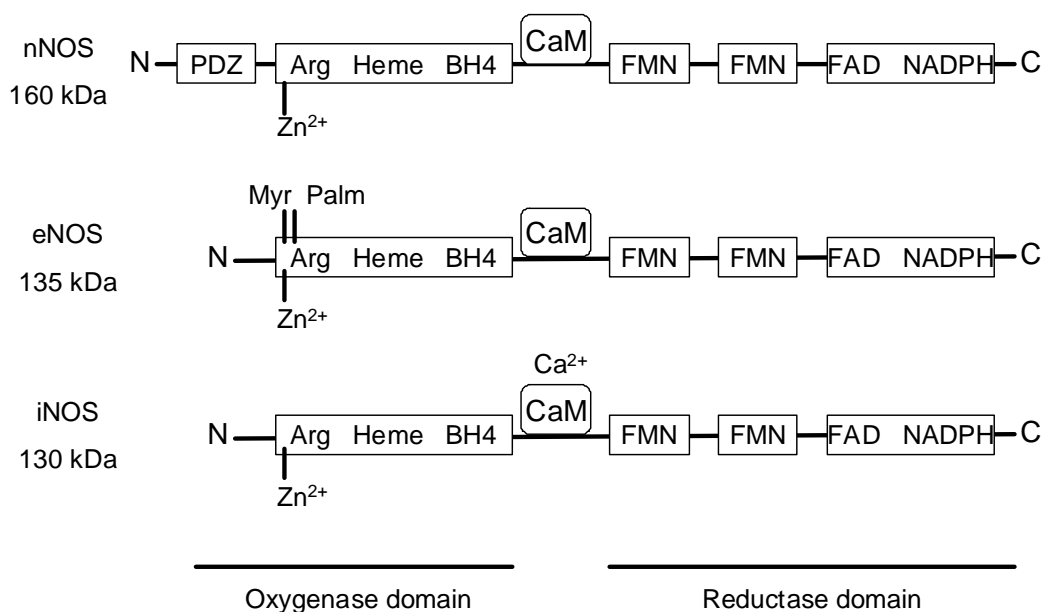 nNOS
160 kDa
N PDZ Arg Heme BH4 CaM FMN FMN FAD NADPH C
Zn²⁺
Myr Palm
eNOS
135 kDa
N Arg Heme BH4 CaM FMN FMN FAD NADPH C
Zn²⁺
Ca²⁺
iNOS
130 kDa
N Arg Heme BH4 CaM FMN FMN FAD NADPH C
Zn²⁺
Oxygenase domain Reductase domain